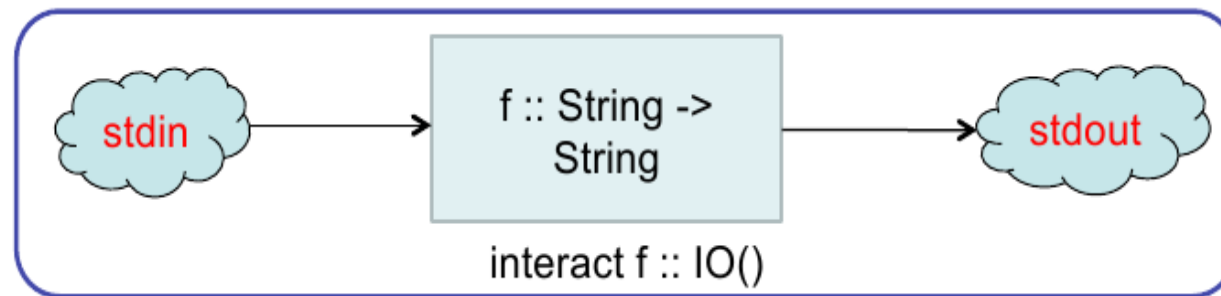 stdin
f :: String ->
String
stdout
interact f :: IO()